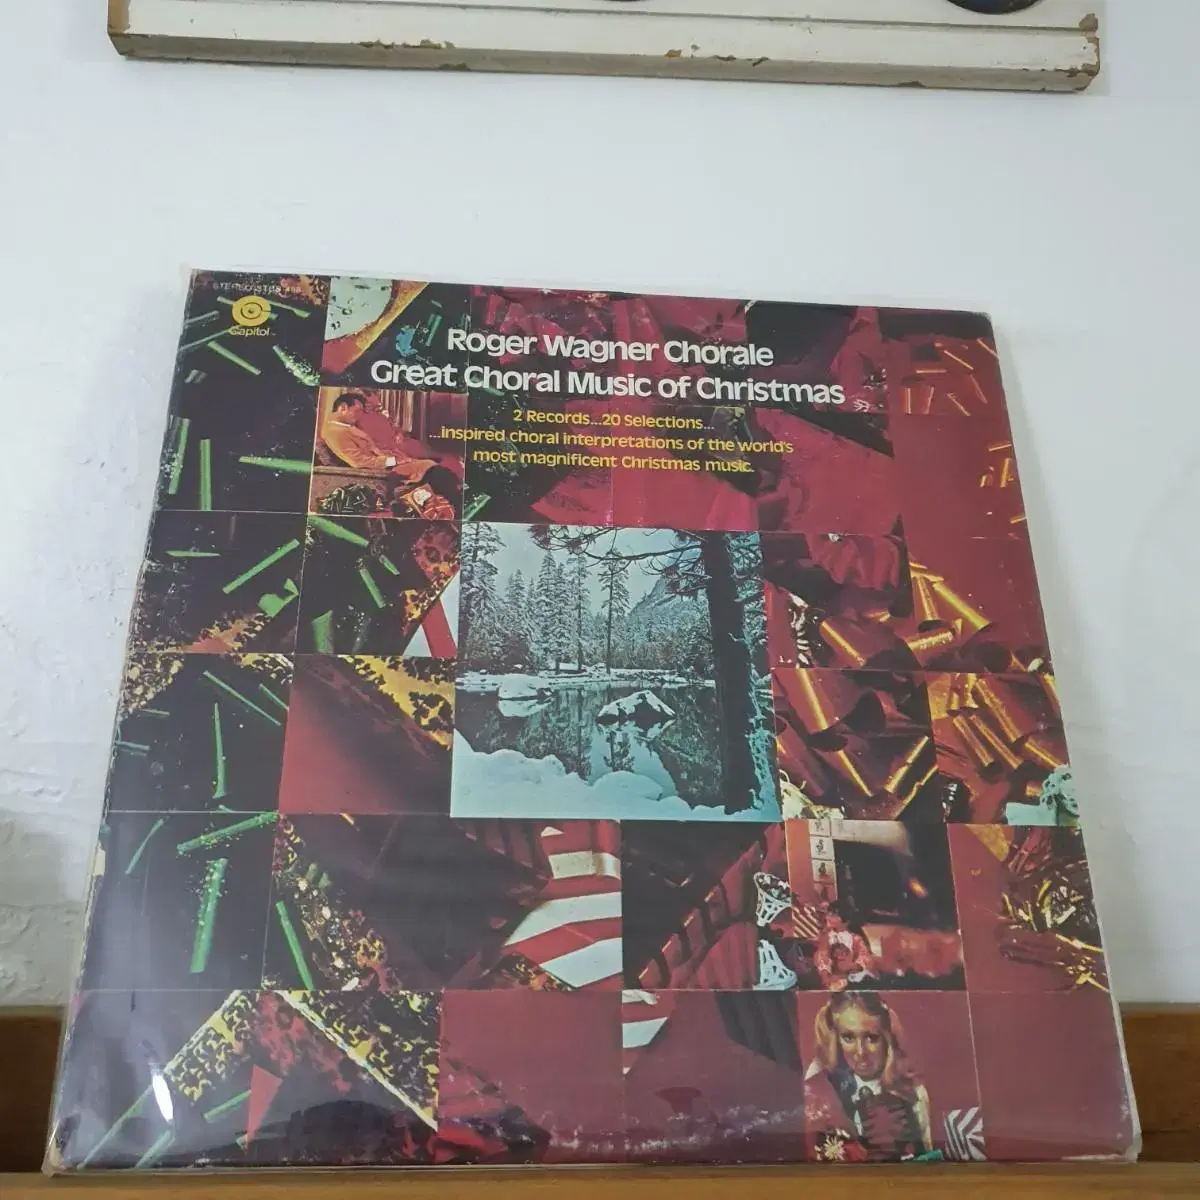 STEREO
Capitol
Roger Wagner Chorale
Great Choral Music of Christmas
2 Records...20 Selections...
...inspired choral interpretations of the world's
most magnificent Christmas music.